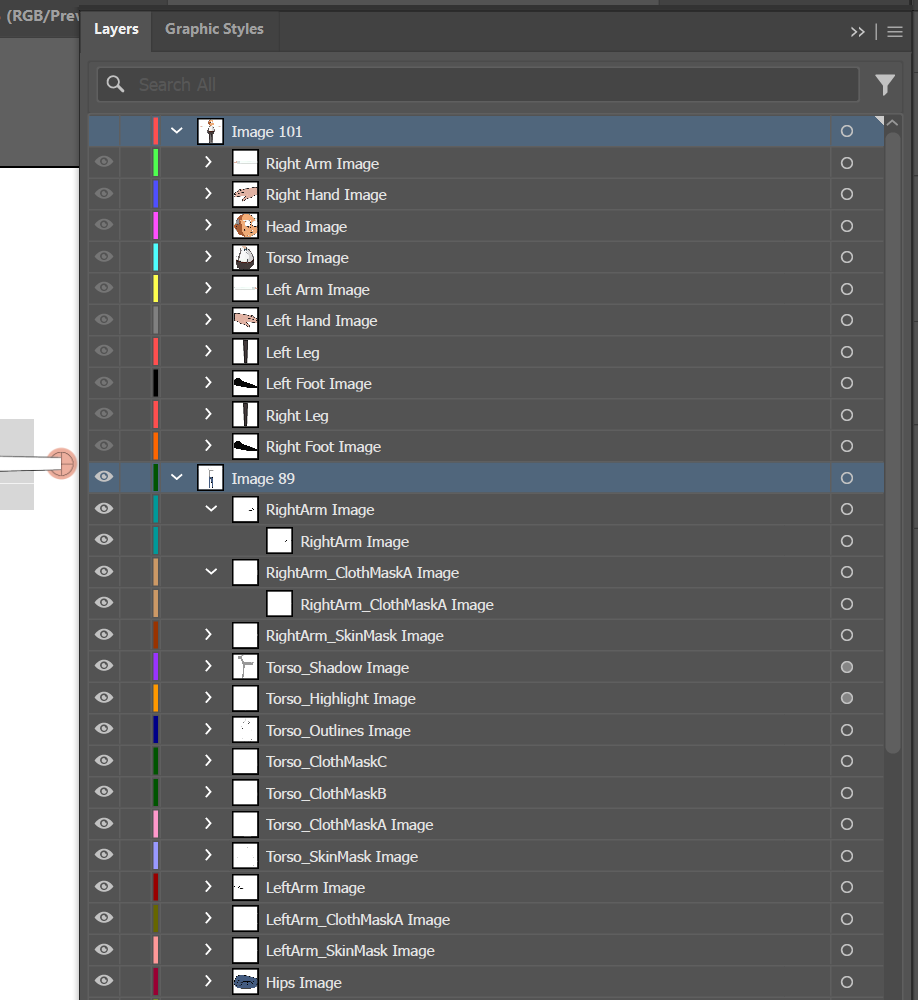 (RGB/Prev
Layers
Graphic Styles
Search All
Image 101
Right Arm Image
Right Hand Image
Head Image
Torso Image
Left Arm Image
Left Hand Image
Left Leg
Left Foot Image
Right Leg
Right Foot Image
Image 89
RightArm Image
RightArm Image
RightArm_ClothMaskA Image
RightArm_ClothMaskA Image
RightArm_SkinMask Image
Torso_Shadow Image
Torso_Highlight Image
Torso_Outlines Image
Torso_ClothMaskC
Torso_ClothMaskB
Torso_ClothMaskA Image
Torso_SkinMask Image
LeftArm Image
LeftArm_ClothMaskA Image
LeftArm_SkinMask Image
Hips Image